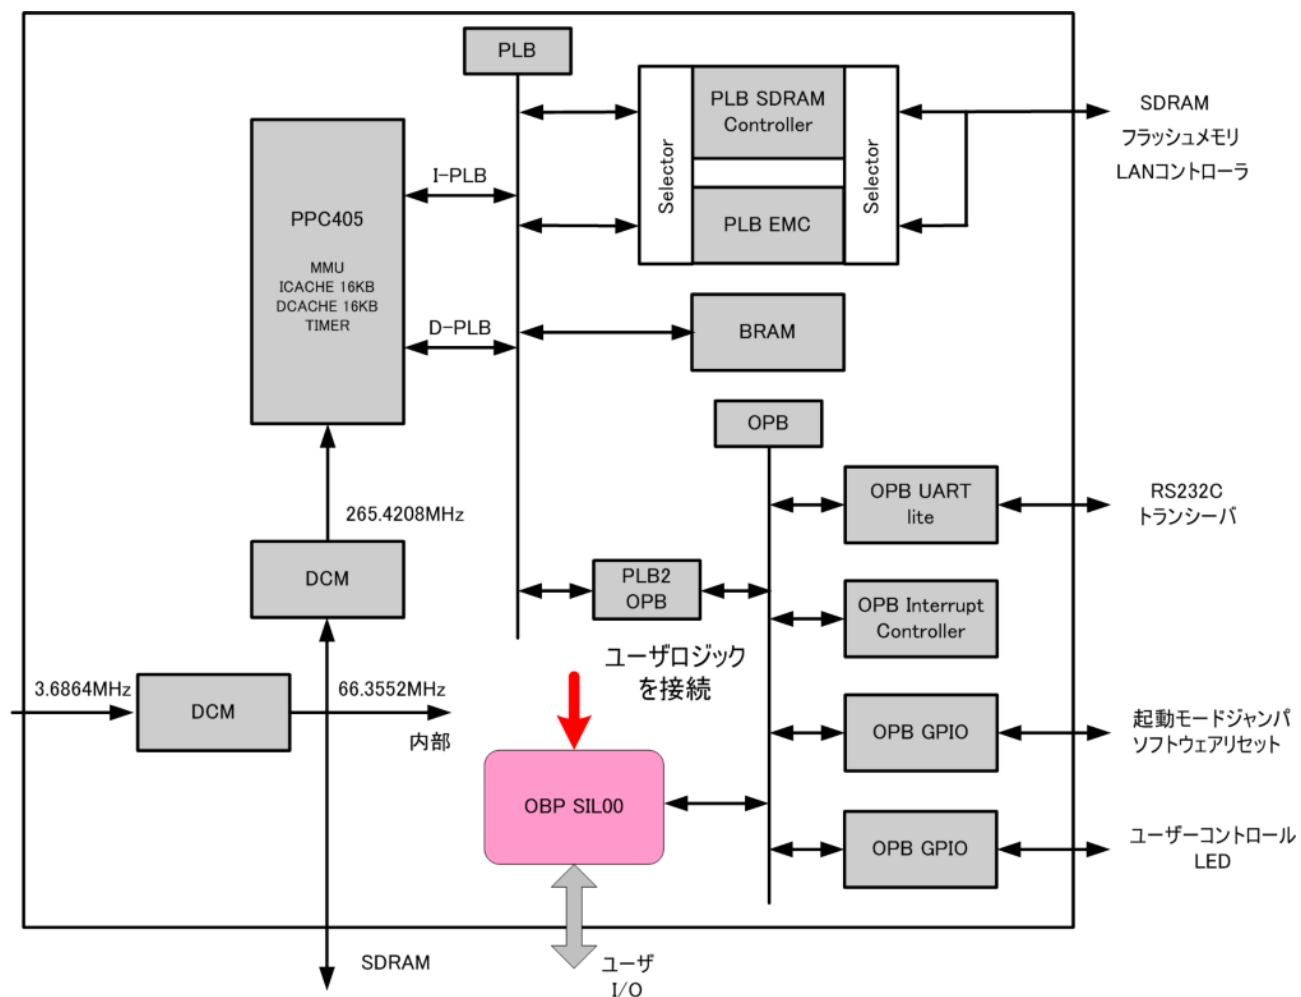 PLB
PLB SDRAM
Controller
Selector
Selector
PLB EMC
SDRAM
フラッシュメモリ
LANコントローラ
I-PLB
PPC405
MMU
ICACHE 16KB
DCACHE 16KB
TIMER
D-PLB
BRAM
OPB
OPB UART
lite
RS232C
トランシーバ
265.4208MHz
DCM
PLB2
OPB
OPB Interrupt
Controller
ユーザロジック
を接続
3.6864MHz
DCM
66.3552MHz
内部
OPB GPIO
起動モードジャンパ
ソフトウェアリセット
OBP SIL00
OPB GPIO
ユーザーコントロール
LED
SDRAM
ユーザ
I/O